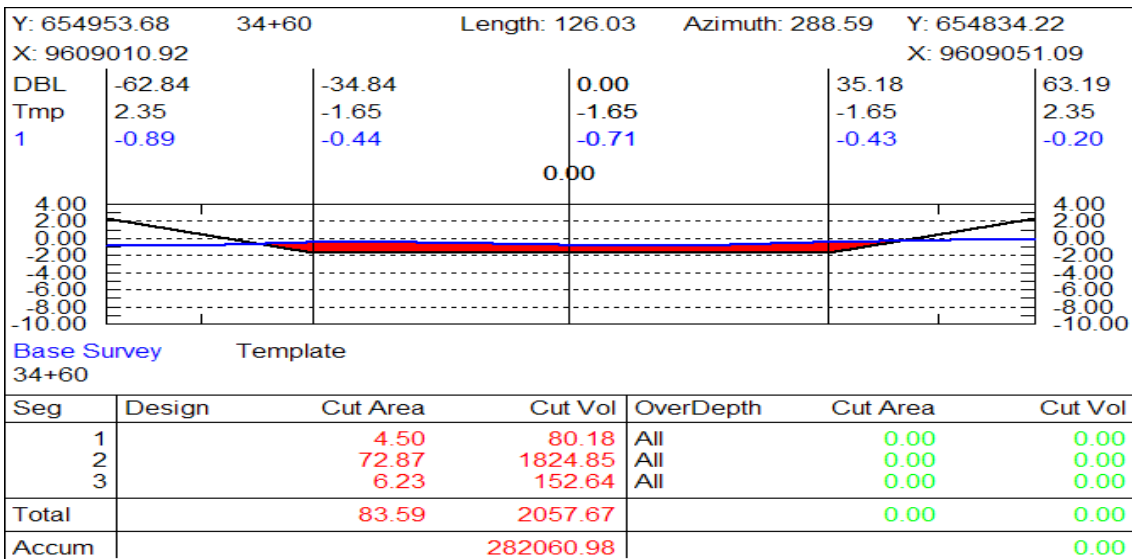 Y: 654953.68 34+60 Length: 126.03 Azimuth: 288.59 Y: 654834.22
X: 9609010.92 X: 9609051.09
DBL -62.84 -34.84 0.00 35.18 63.19
Tmp 2.35 -1.65 -1.65 -1.65 2.35
1 -0.89 -0.44 -0.71 -0.43 -0.20
0.00
4.00 4.00
2.00 2.00
0.00 0.00
-2.00 -2.00
-4.00 -4.00
-6.00 -6.00
-8.00 -8.00
-10.00 -10.00
Base Survey Template
34+60
Seg Design Cut Area Cut Vol OverDepth Cut Area Cut Vol
1 4.50 80.18 All 0.00 0.00
2 72.87 1824.85 All 0.00 0.00
3 6.23 152.64 All 0.00 0.00
Total 83.59 2057.67 0.00 0.00
Accum 282060.98 0.00